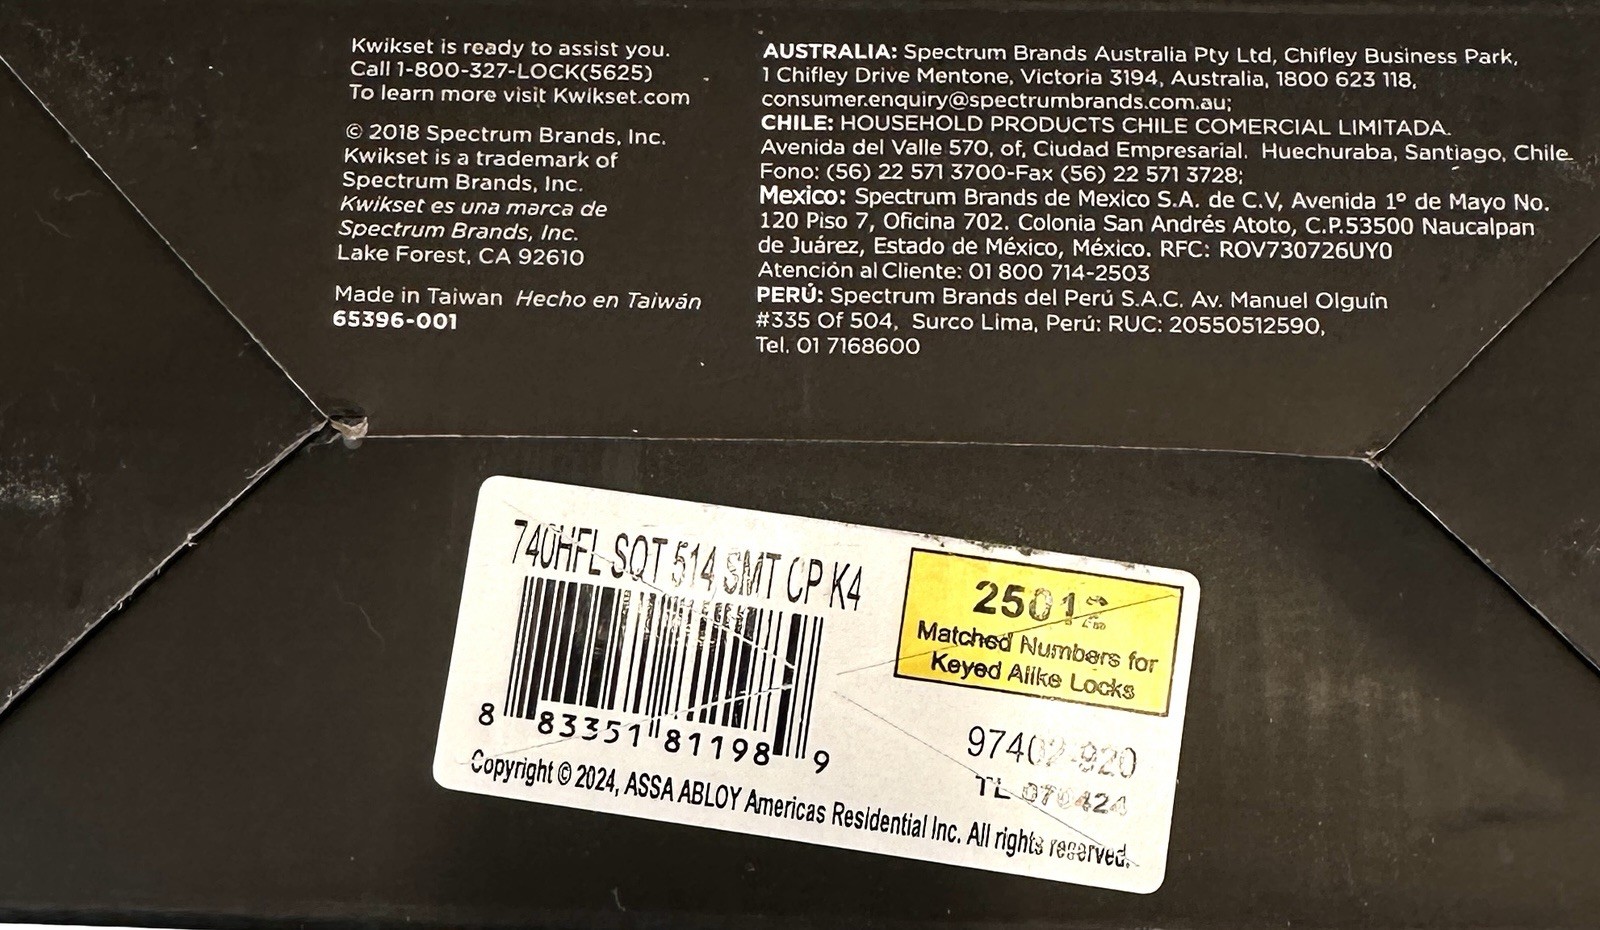 Kwikset is ready to assist you.
Call 1-800-327-LOCK(5625)
To learn more visit Kwikset.com
© 2018 Spectrum Brands, Inc.
Kwikset is a trademark of
Spectrum Brands, Inc.
Kwikset es una marca de
Spectrum Brands, Inc.
Lake Forest, CA 92610
Made in Taiwan Hecho en Taiwán
65396-001
AUSTRALIA: Spectrum Brands Australia Pty Ltd, Chifley Business Park,
1 Chifley Drive Mentone, Victoria 3194, Australia, 1800 623 118,
consumer.enquiry@spectrumbrands.com.au;
CHILE: HOUSEHOLD PRODUCTS CHILE COMERCIAL LIMITADA.
Avenida del Valle 570, of, Ciudad Empresarial. Huechuraba, Santiago, Chile
Fono: (56) 22 571 3700-Fax (56) 22 571 3728;
Mexico: Spectrum Brands de Mexico S.A. de C.V, Avenida 1º de Mayo No.
120 Piso 7, Oficina 702. Colonia San Andrés Atoto, C.P.53500 Naucalpan
de Juárez, Estado de México, México. RFC: ROV730726UY0
Atención al Cliente: 01 800 714-2503
PERÚ: Spectrum Brands del Perú S.A.C. Av. Manuel Olguín
#335 Of 504, Surco Lima, Perú: RUC: 20550512590,
Tel. 01 7168600
740HFL SQT 514 SMT CP K4
8 83351 81198 9
Copyright © 2024, ASSA ABLOY Americas Residential Inc. All rights reserved.
Matched Numbers for
Keyed Alike Locks
TL